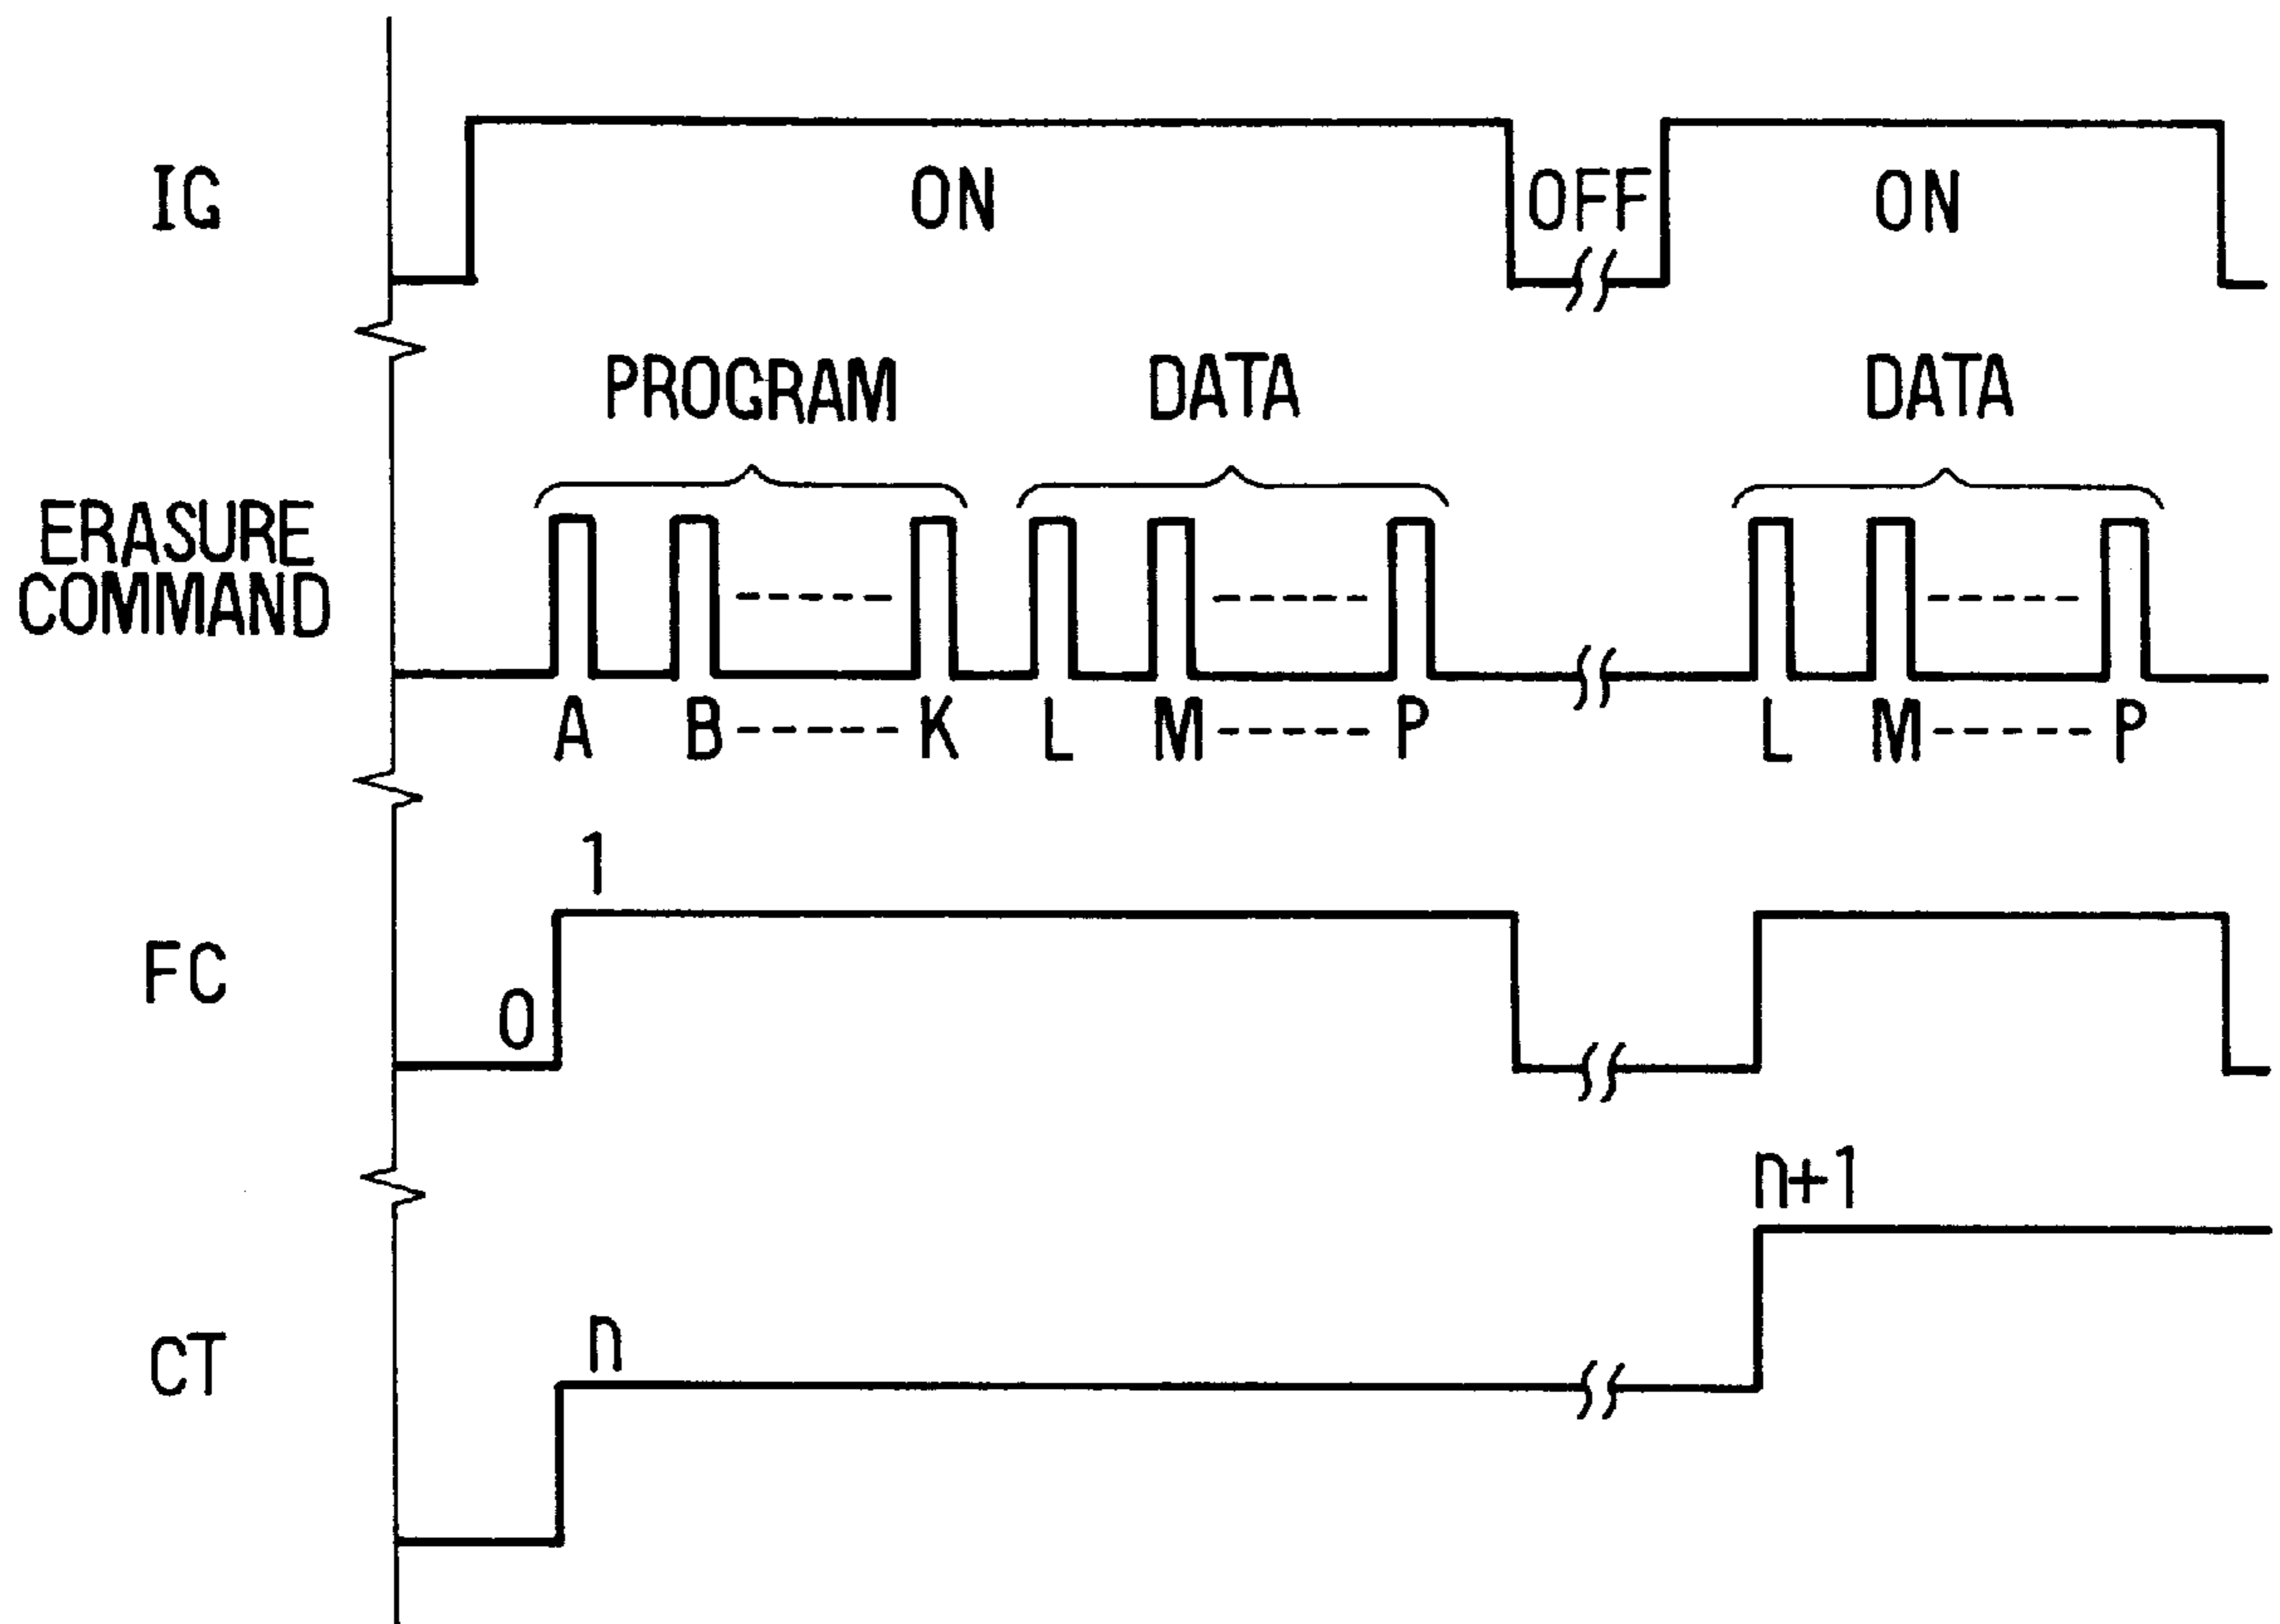 IG
ON
OFF
ON
PROGRAM
DATA
DATA
ERASURE
COMMAND
A B ------ K L M ------ P L M ------ P
1
FC
0
n+1
n
CT